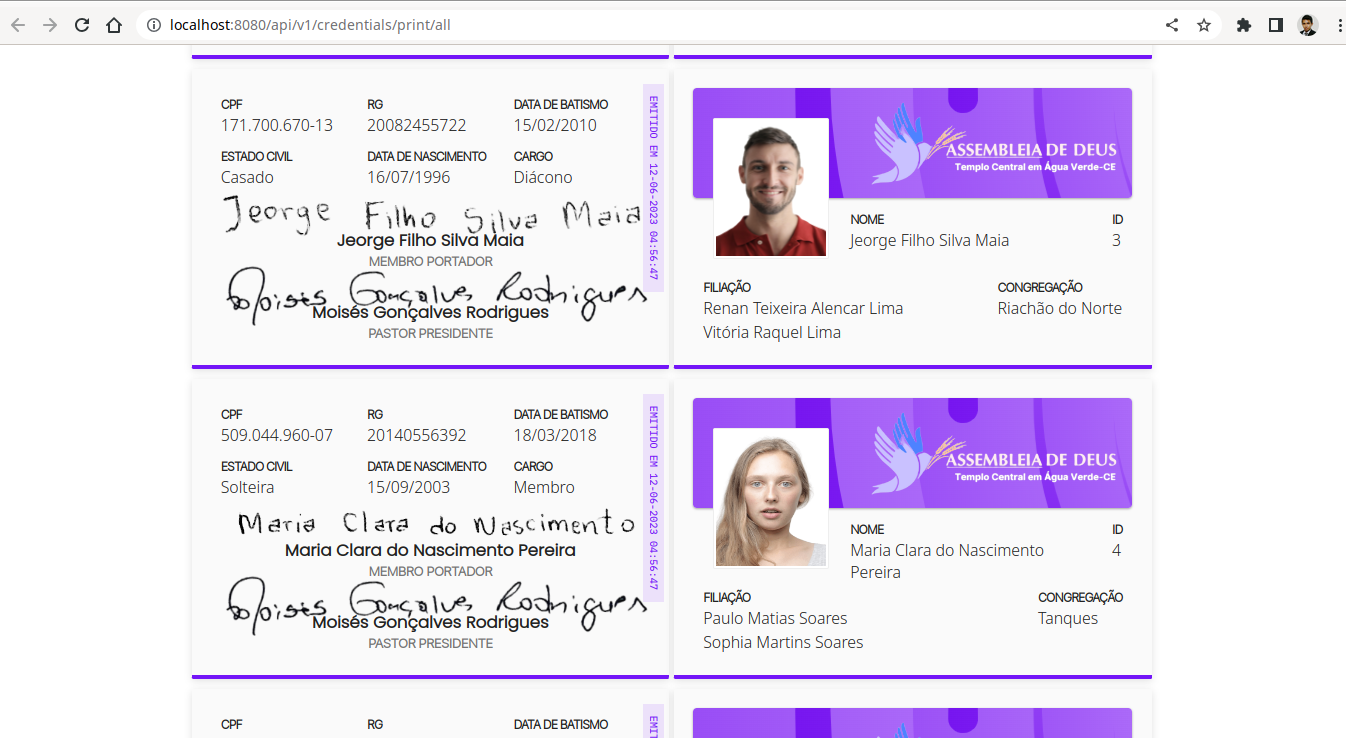 localhost:8080/api/v1/credentials/print/all
CPF RG DATA DE BATISMO
171.700.670-13 20082455722 15/02/2010
ESTADO CIVIL DATA DE NASCIMENTO CARGO
Casado 16/07/1996 Diácono
Jeorge Filho Silva Maia
Jeorge Filho Silva Maia
MEMBRO PORTADOR
Moisés Gonçalves Rodrigues
Moisés Gonçalves Rodrigues
PASTOR PRESIDENTE
EMITIDO EM 12-06-2023 04:56:47
ASSEMBLEIA DE DEUS
Templo Central em Água Verde-CE
NOME ID
Jeorge Filho Silva Maia 3
FILIAÇÃO CONGREGAÇÃO
Renan Teixeira Alencar Lima Riachão do Norte
Vitória Raquel Lima
CPF RG DATA DE BATISMO
509.044.960-07 20140556392 18/03/2018
ESTADO CIVIL DATA DE NASCIMENTO CARGO
Solteira 15/09/2003 Membro
Maria Clara do Nascimento
Maria Clara do Nascimento Pereira
MEMBRO PORTADOR
Moisés Gonçalves Rodrigues
Moisés Gonçalves Rodrigues
PASTOR PRESIDENTE
EMITIDO EM 12-06-2023 04:56:47
ASSEMBLEIA DE DEUS
Templo Central em Água Verde-CE
NOME ID
Maria Clara do Nascimento 4
Pereira
FILIAÇÃO CONGREGAÇÃO
Paulo Matias Soares Tanques
Sophia Martins Soares
CPF RG DATA DE BATISMO
EMIT